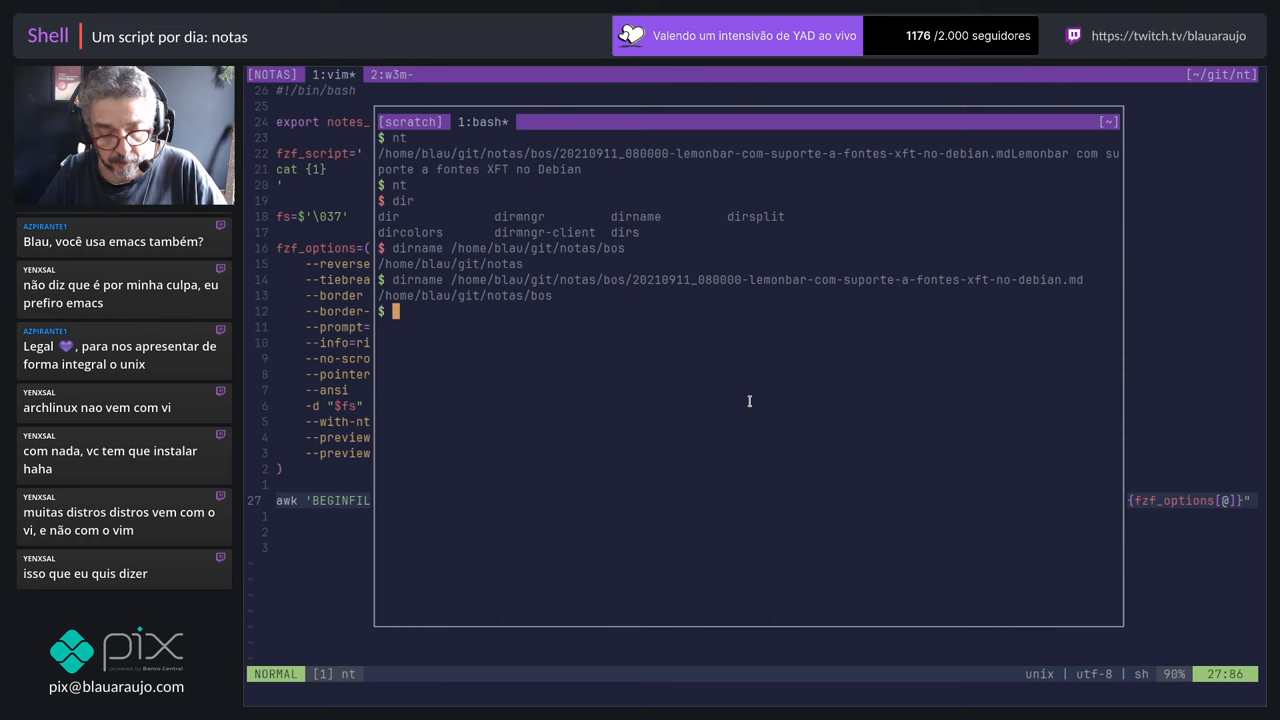 Shell
Um script por dia: notas
Valendo um intensivão de YAD ao vivo
1176 /2.000 seguidores
https://twitch.tv/blauaraujo
AZPIRANTE1
Blau, você usa emacs também?
YENXSAL
não diz que é por minha culpa, eu
prefiro emacs
AZPIRANTE1
Legal 💜, para nos apresentar de
forma integral o unix
YENXSAL
archlinux nao vem com vi
YENXSAL
com nada, vc tem que instalar
haha
YENXSAL
muitas distros distros vem com o
vi, e não com o vim
YENXSAL
isso que eu quis dizer
pix
powered by Banco Central
pix@blauaraujo.com
[NOTAS] 1:vim* 2:w3m- [~/git/nt]
26 #!/bin/bash
25
24 export notes_
23
22 fzf_script='
21 cat {1}
20 '
19
18 fs=$'\037'
17
16 fzf_options=(
15 --reverse
14 --tiebrea
13 --border
12 --border-
11 --prompt=
10 --info=ri
9 --no-scro
8 --pointer
7 --ansi
6 -d "$fs"
5 --with-nt
4 --preview
3 --preview
2 )
1
27 awk 'BEGINFIL {fzf_options[@]}"
1
2
3
~
~
~
~
~
~
~
[scratch] 1:bash* [~]
$ nt
/home/blau/git/notas/bos/20210911_080000-lemonbar-com-suporte-a-fontes-xft-no-debian.mdLemonbar com su
porte a fontes XFT no Debian
$ nt
$ dir
dir dirmngr dirname dirsplit
dircolors dirmngr-client dirs
$ dirname /home/blau/git/notas/bos
/home/blau/git/notas
$ dirname /home/blau/git/notas/bos/20210911_080000-lemonbar-com-suporte-a-fontes-xft-no-debian.md
/home/blau/git/notas/bos
$
NORMAL [1] nt unix | utf-8 | sh 90% 27:86